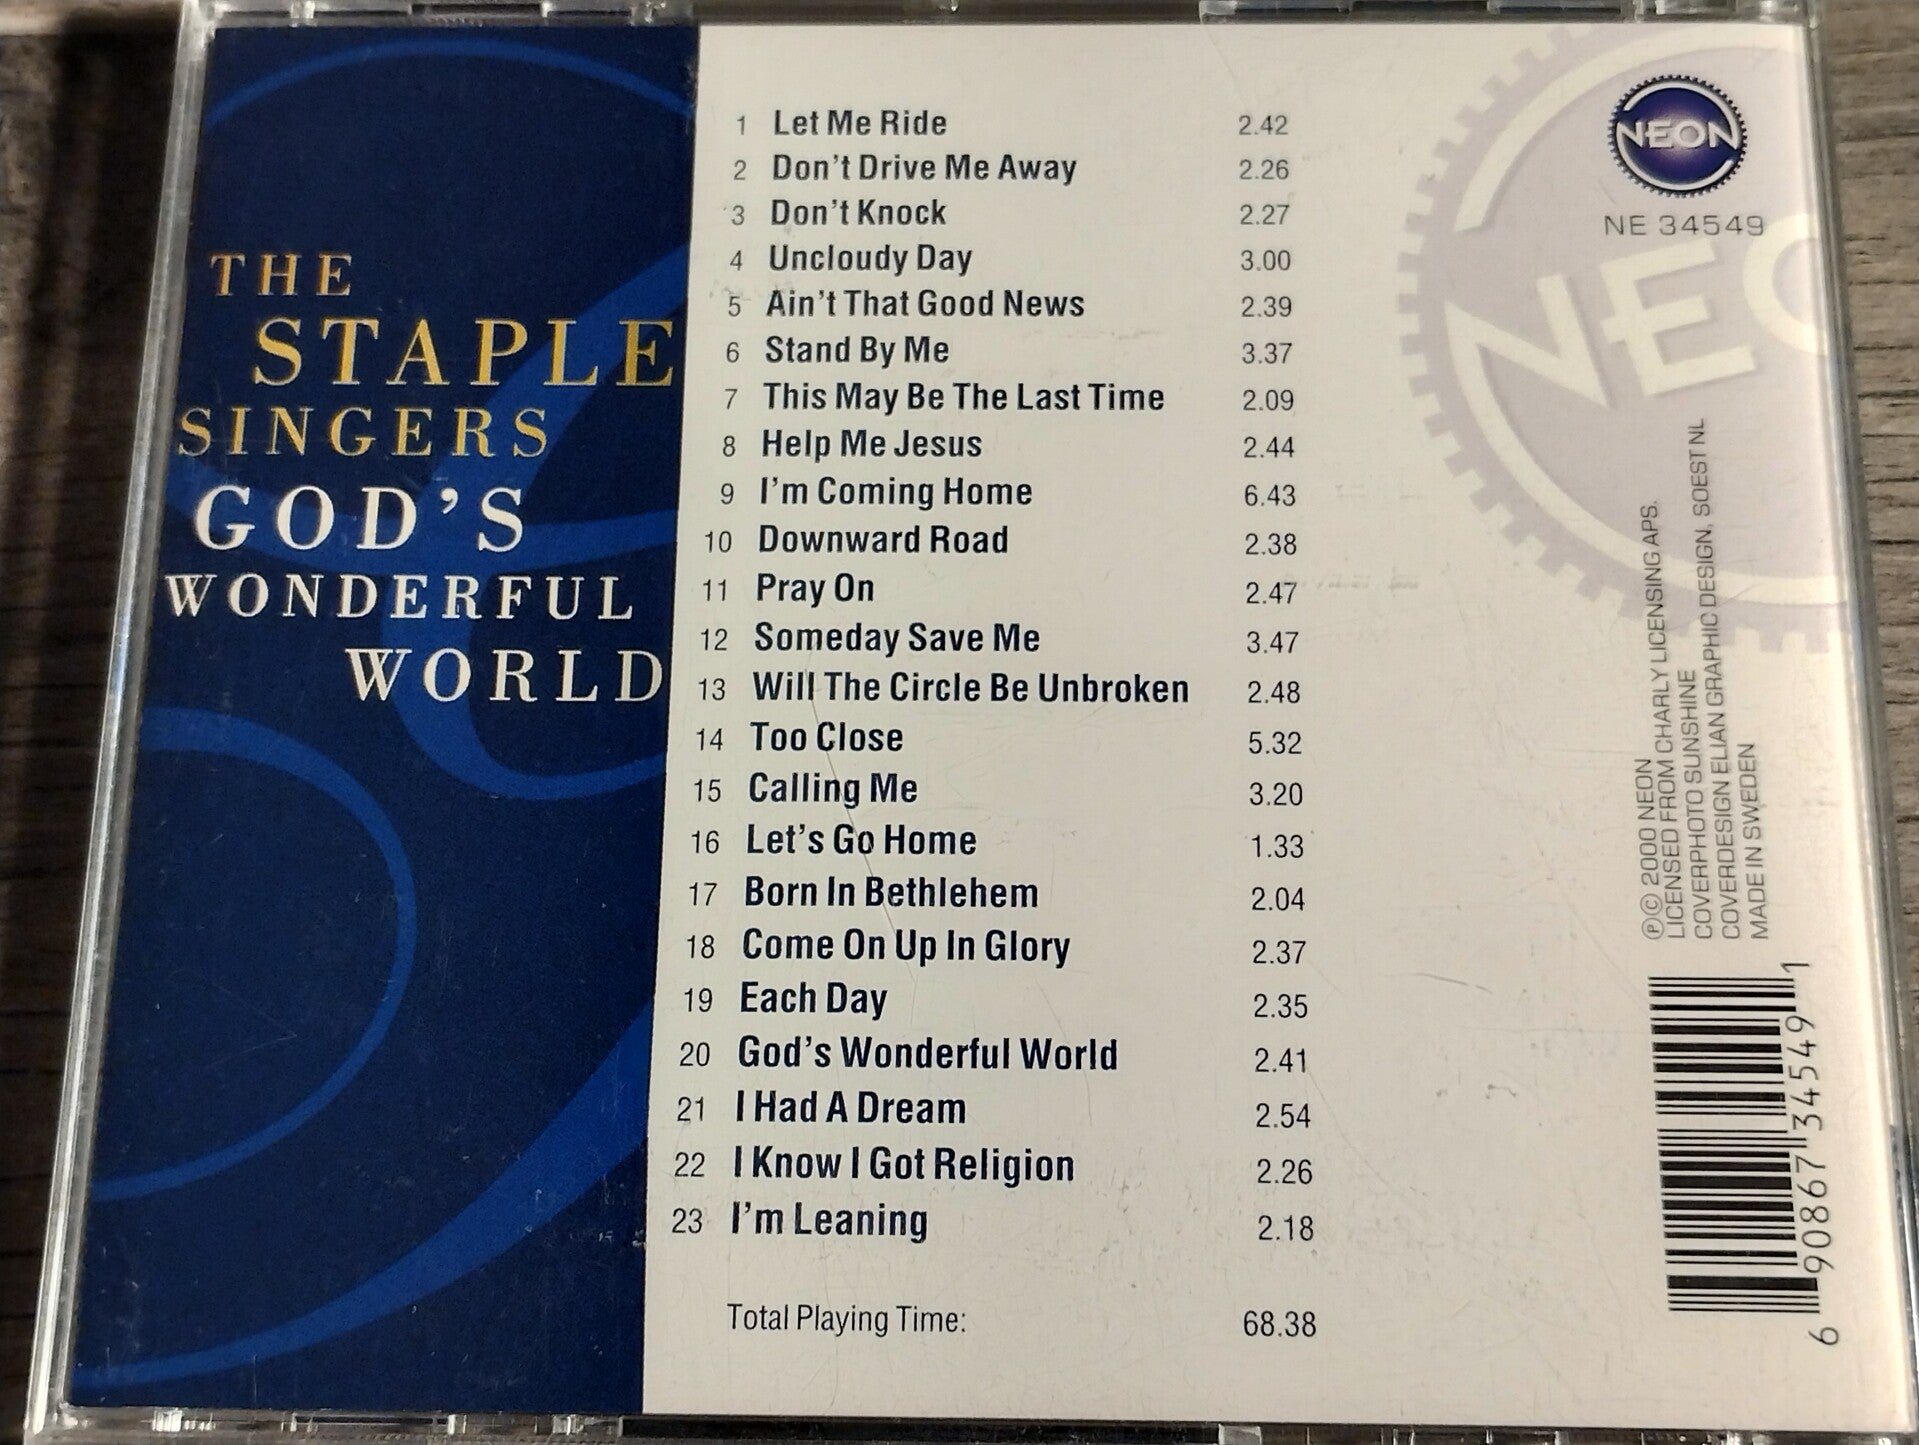 THE
STAPLE
SINGERS
GOD'S
WONDERFUL
WORLD
1 Let Me Ride 2.42
2 Don't Drive Me Away 2.26
3 Don't Knock 2.27
4 Uncloudy Day 3.00
5 Ain't That Good News 2.39
6 Stand By Me 3.37
7 This May Be The Last Time 2.09
8 Help Me Jesus 2.44
9 I'm Coming Home 6.43
10 Downward Road 2.38
11 Pray On 2.47
12 Someday Save Me 3.47
13 Will The Circle Be Unbroken 2.48
14 Too Close 5.32
15 Calling Me 3.20
16 Let's Go Home 1.33
17 Born In Bethlehem 2.04
18 Come On Up In Glory 2.37
19 Each Day 2.35
20 God's Wonderful World 2.41
21 I Had A Dream 2.54
22 I Know I Got Religion 2.26
23 I'm Leaning 2.18
Total Playing Time: 68.38
NEON
NE 34549
NEO
℗© 2000 NEON
LICENSED FROM CHARLY LICENSING APS.
COVERPHOTO SUNSHINE
COVERDESIGN ELIAN GRAPHIC DESIGN, SOEST NL
MADE IN SWEDEN
6 90867 34549 1